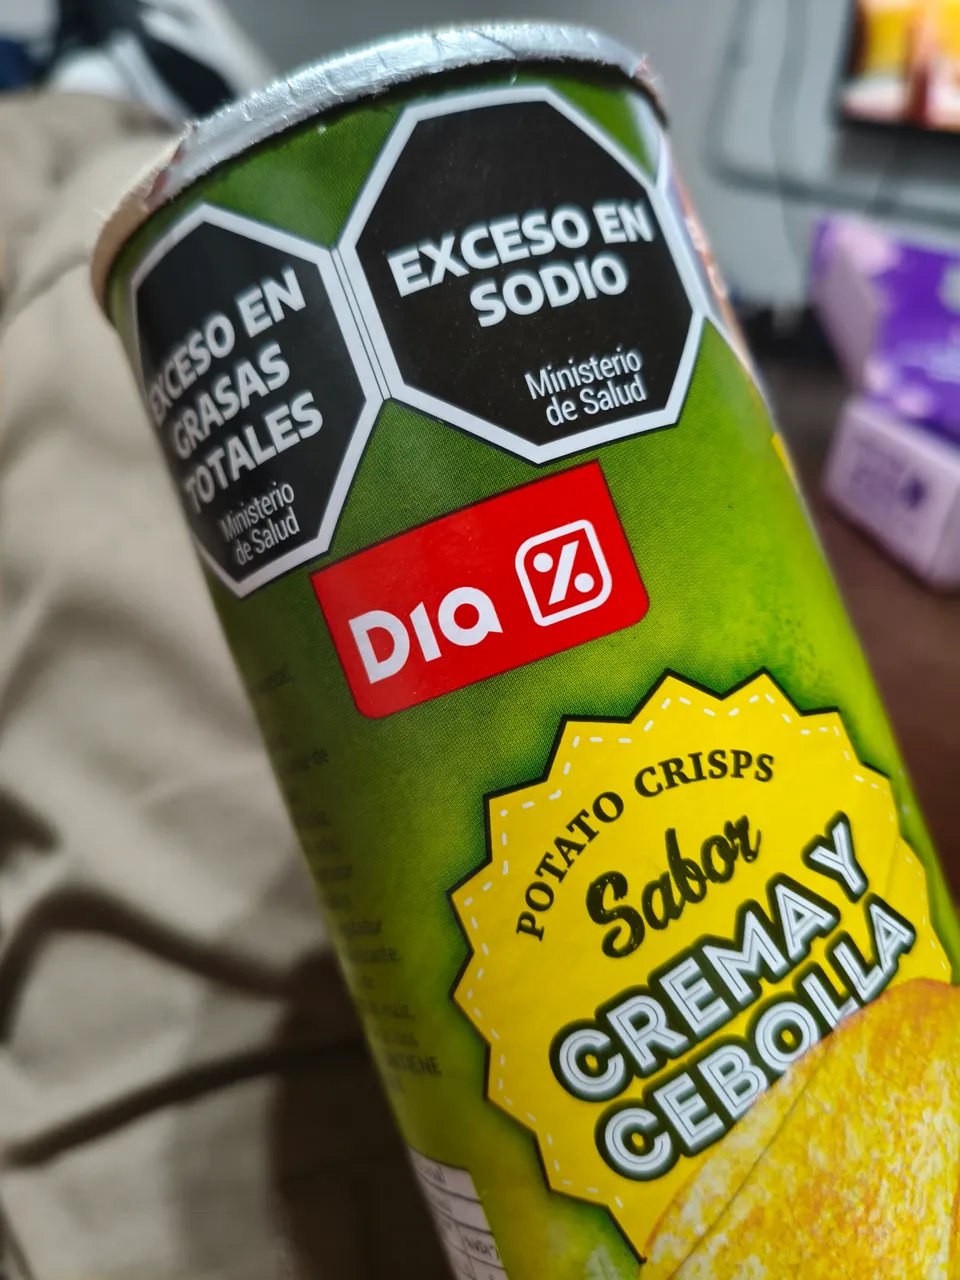 EXCESO EN
GRASAS
TOTALES
Ministerio
de Salud
EXCESO EN
SODIO
Ministerio
de Salud
DIA %
POTATO CRISPS
Sabor
CREMA Y
CEBOLLA